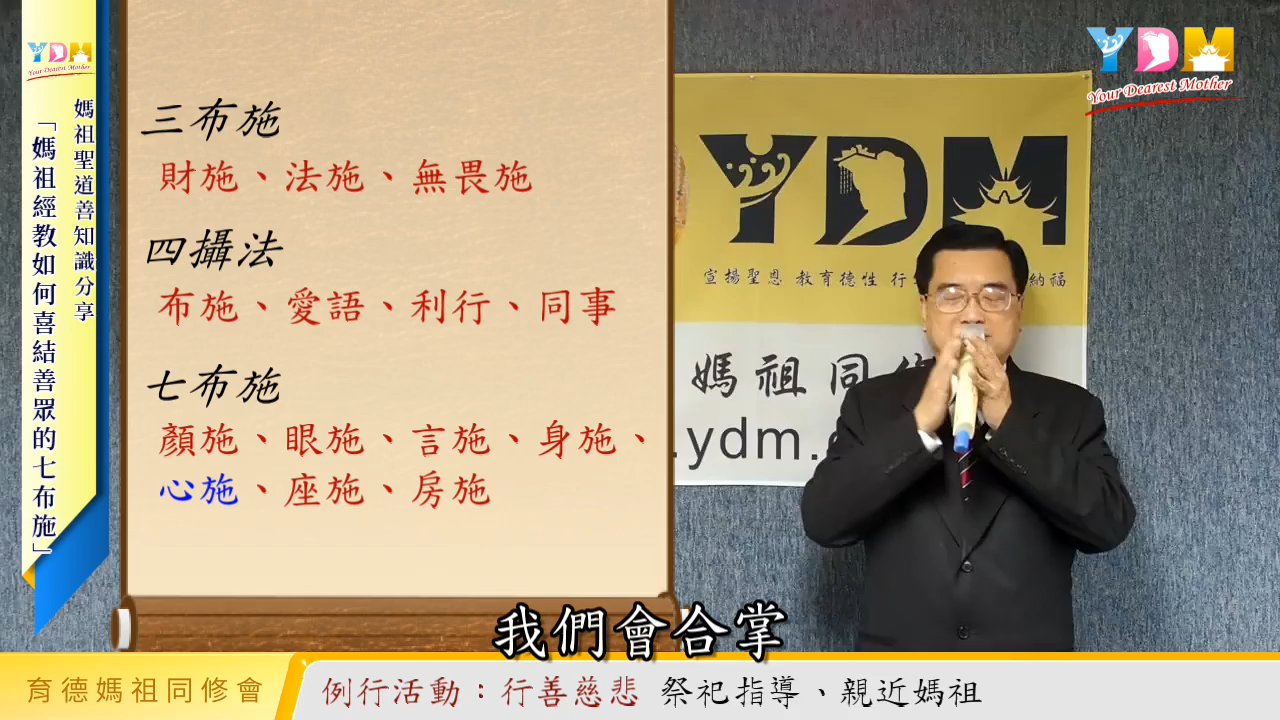 YDM
Your Dearest Mother
媽祖聖道善知識分享
「媽祖經教如何喜結善眾的七布施」
三布施
財施、法施、無畏施
四攝法
布施、愛語、利行、同事
七布施
顏施、眼施、言施、身施、
心施、座施、房施
YDM
Your Dearest Mother
YDM
宣揚聖恩 教育德性 行 納福
媽祖同
.ydm.
我們會合掌
育德媽祖同修會
例行活動：行善慈悲 祭祀指導、親近媽祖